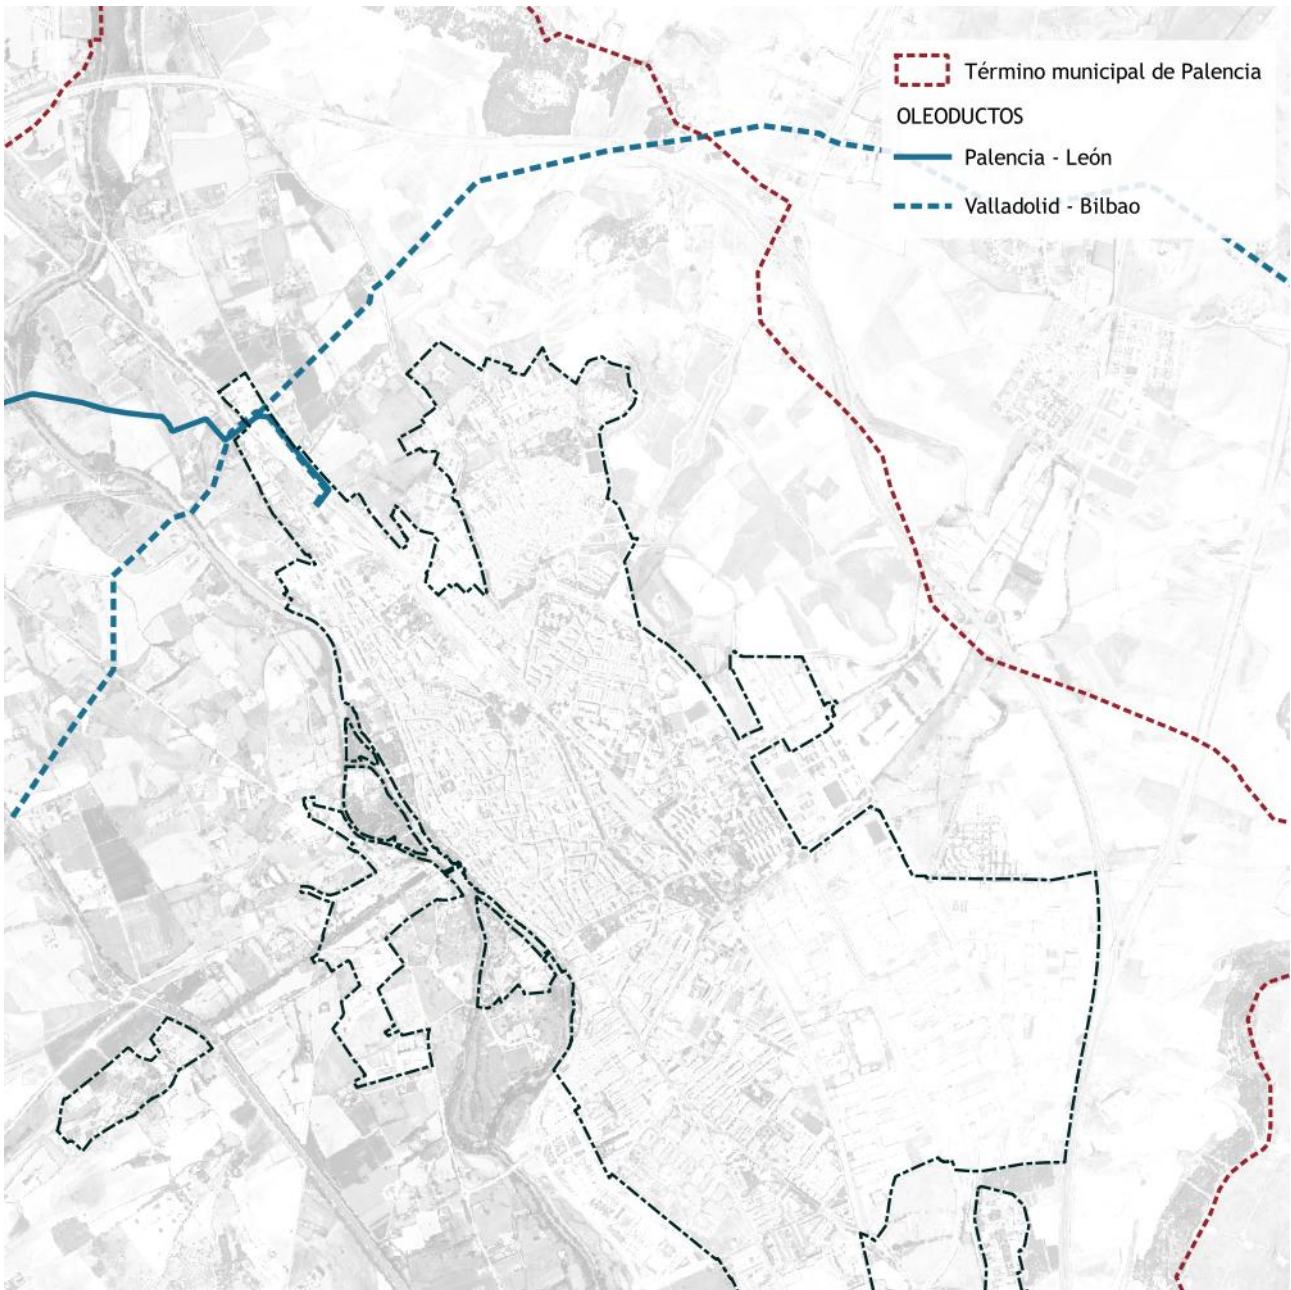 Término municipal de Palencia
OLEODUCTOS
Palencia - León
Valladolid - Bilbao